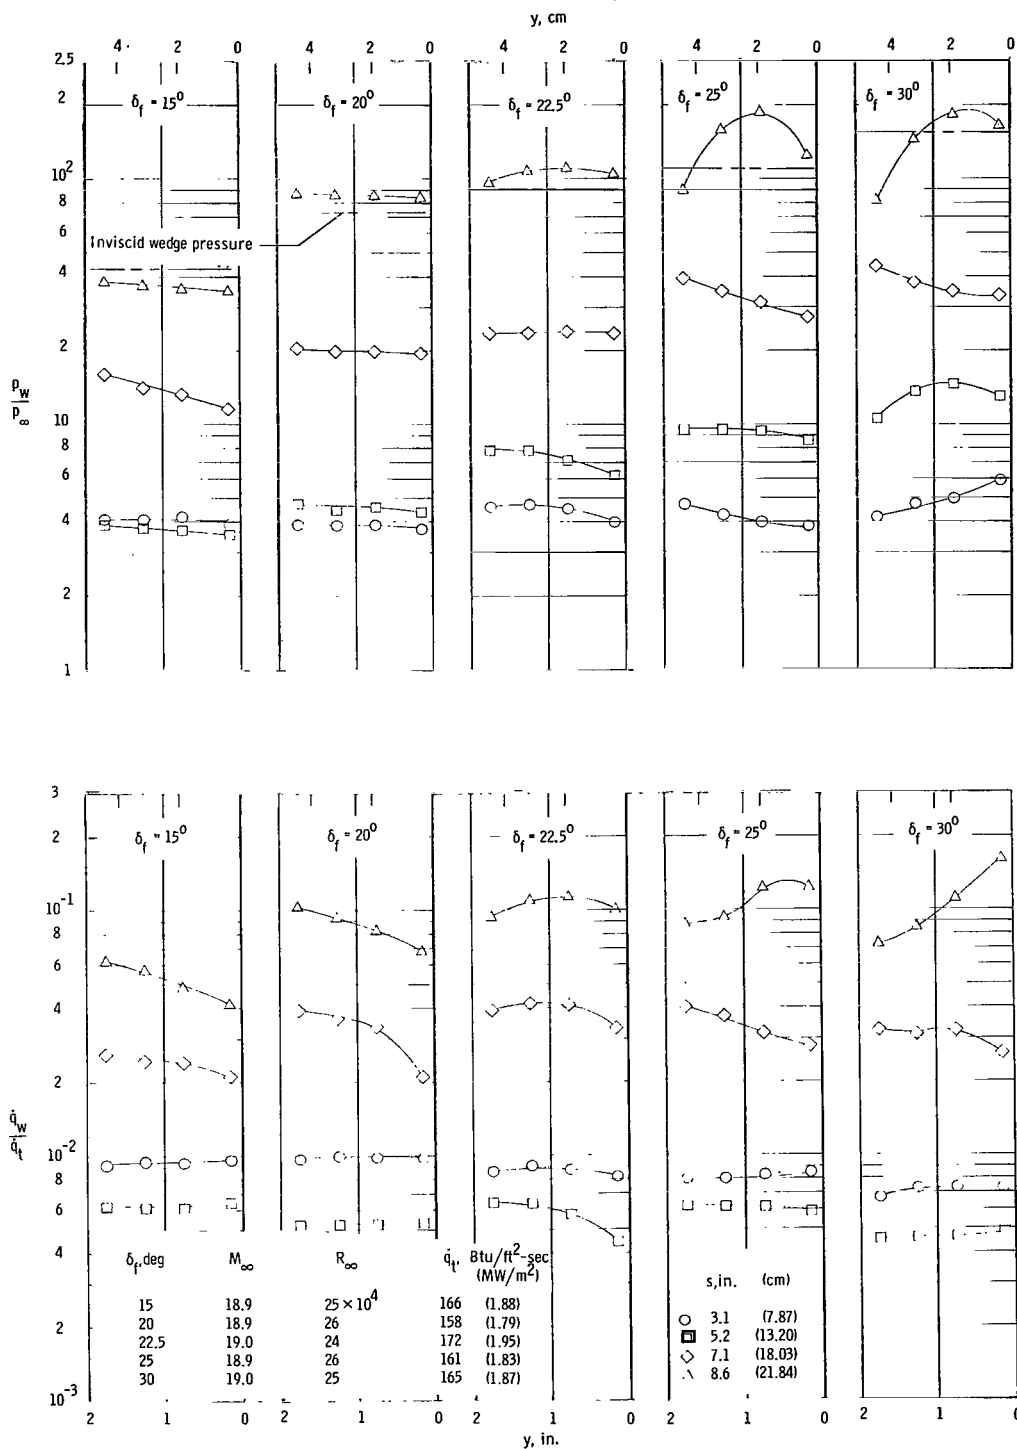 y, cm
4 2 0 4 2 0 4 2 0 4 2 0 4 2 0
2.5
2
δf = 15° δf = 20° δf = 22.5° δf = 25° δf = 30°
10²
8
6
Inviscid wedge pressure
4
2
pw
p∞
10
8
6
4
2
1
3
2
δf = 15° δf = 20° δf = 22.5° δf = 25° δf = 30°
10⁻¹
8
6
4
2
q̇w
q̇t
10⁻²
8
6
4
δf, deg M∞ R∞ q̇t, Btu/ft²-sec
(MW/m²)
15 18.9 25 × 10⁴ 166 (1.88)
20 18.9 26 158 (1.79)
22.5 19.0 24 172 (1.95)
25 18.9 26 161 (1.83)
30 19.0 25 165 (1.87)
s, in. (cm)
3.1 (7.87)
5.2 (13.20)
7.1 (18.03)
8.6 (21.84)
2
10⁻³
2 1 0 2 1 0 2 1 0 2 1 0 2 1 0
y, in.